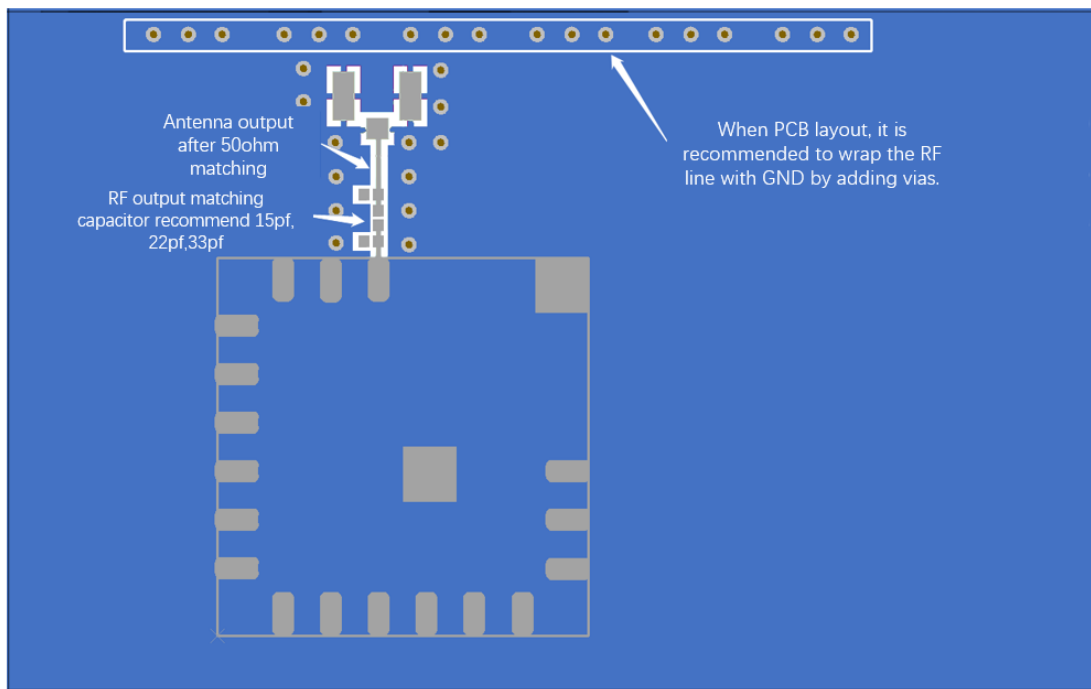 Antenna output
after 50ohm
matching
RF output matching
capacitor recommend 15pf,
22pf,33pf
When PCB layout, it is
recommended to wrap the RF
line with GND by adding vias.